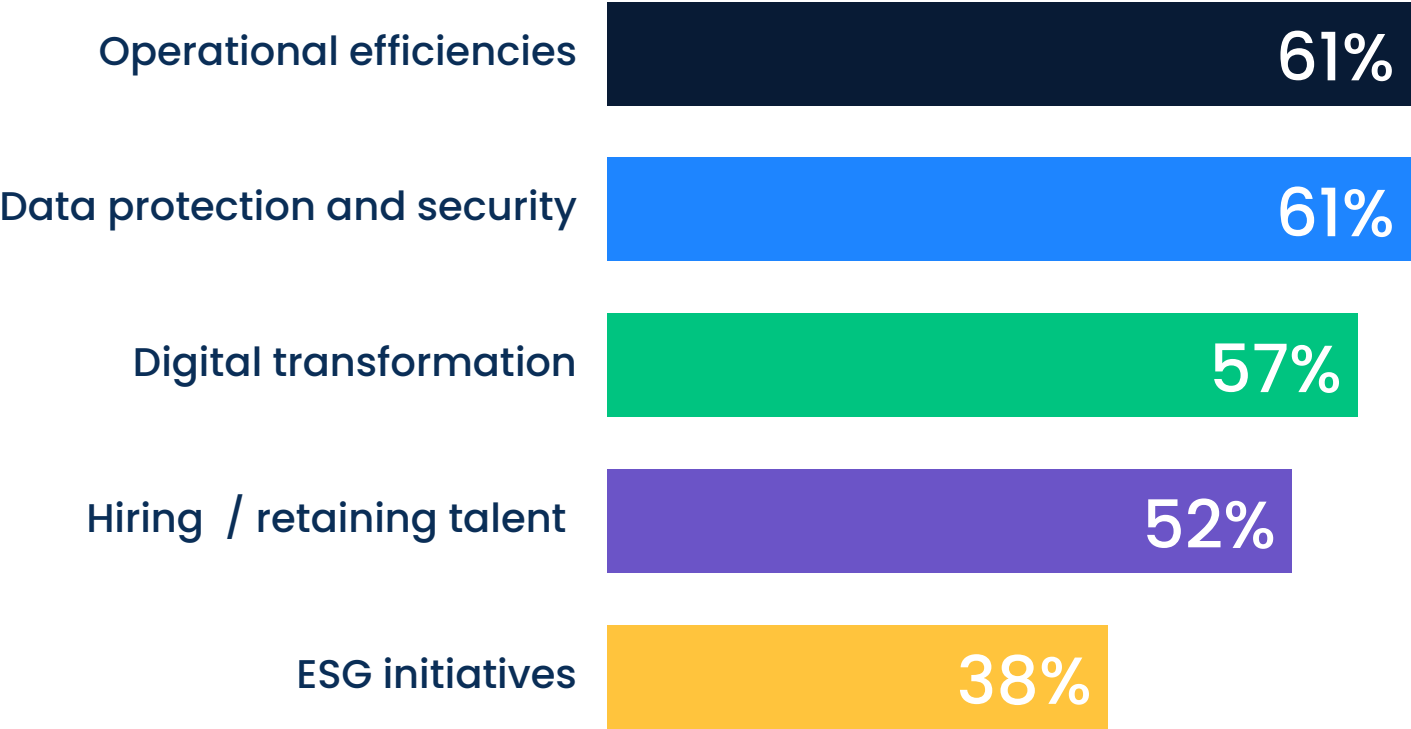 Operational efficiencies 61%
Data protection and security 61%
Digital transformation 57%
Hiring / retaining talent 52%
ESG initiatives 38%